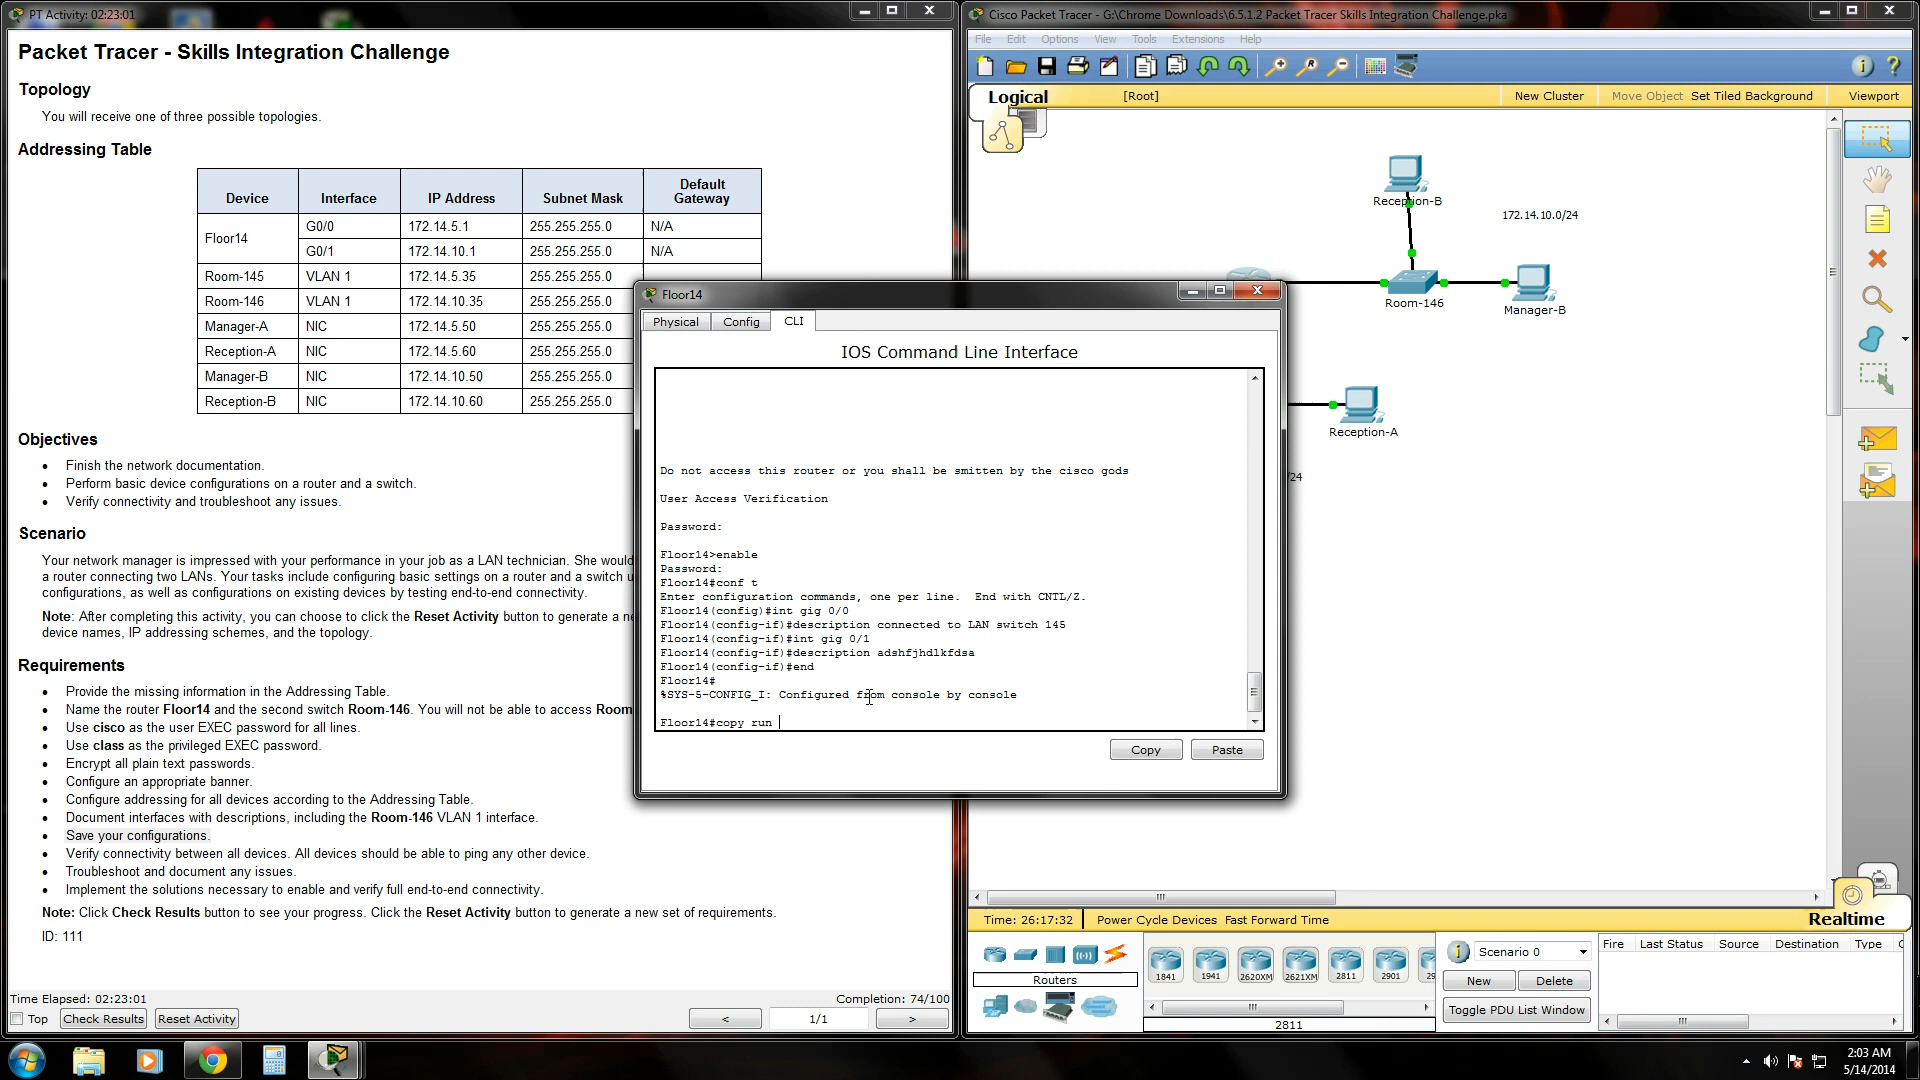 PT Activity: 02:23:01
Packet Tracer - Skills Integration Challenge
Topology
You will receive one of three possible topologies.
Addressing Table
Device Interface IP Address Subnet Mask Default Gateway
Floor14 G0/0 172.14.5.1 255.255.255.0 N/A
G0/1 172.14.10.1 255.255.255.0 N/A
Room-145 VLAN 1 172.14.5.35 255.255.255.0
Room-146 VLAN 1 172.14.10.35 255.255.255.0
Manager-A NIC 172.14.5.50 255.255.255.0
Reception-A NIC 172.14.5.60 255.255.255.0
Manager-B NIC 172.14.10.50 255.255.255.0
Reception-B NIC 172.14.10.60 255.255.255.0
Objectives
• Finish the network documentation.
• Perform basic device configurations on a router and a switch.
• Verify connectivity and troubleshoot any issues.
Scenario
Your network manager is impressed with your performance in your job as a LAN technician. She would
a router connecting two LANs. Your tasks include configuring basic settings on a router and a switch
configurations, as well as configurations on existing devices by testing end-to-end connectivity.
Note: After completing this activity, you can choose to click the Reset Activity button to generate a
device names, IP addressing schemes, and the topology.
Requirements
• Provide the missing information in the Addressing Table.
• Name the router Floor14 and the second switch Room-146. You will not be able to access Room
• Use cisco as the user EXEC password for all lines.
• Use class as the privileged EXEC password.
• Encrypt all plain text passwords.
• Configure an appropriate banner.
• Configure addressing for all devices according to the Addressing Table.
• Document interfaces with descriptions, including the Room-146 VLAN 1 interface.
• Save your configurations.
• Verify connectivity between all devices. All devices should be able to ping any other device.
• Troubleshoot and document any issues.
• Implement the solutions necessary to enable and verify full end-to-end connectivity.
Note: Click Check Results button to see your progress. Click the Reset Activity button to generate a new set of requirements.
ID: 111
Time Elapsed: 02:23:01 Completion: 74/100
Top Check Results Reset Activity < 1/1 >
Cisco Packet Tracer - G:\Chrome Downloads\6.5.1.2 Packet Tracer Skills Integration Challenge.pka
File Edit Options View Tools Extensions Help
Logical [Root] New Cluster Move Object Set Tiled Background Viewport
Reception-B
172.14.10.0/24
Room-146
Manager-B
Reception-A
/24
Floor14
Physical Config CLI
IOS Command Line Interface
Do not access this router or you shall be smitten by the cisco gods
User Access Verification
Password:
Floor14>enable
Password:
Floor14#conf t
Enter configuration commands, one per line.  End with CNTL/Z.
Floor14(config)#int gig 0/0
Floor14(config-if)#description connected to LAN switch 145
Floor14(config-if)#int gig 0/1
Floor14(config-if)#description adshfjhdlkfdsa
Floor14(config-if)#end
Floor14#
%SYS-5-CONFIG_I: Configured from console by console
Floor14#copy run
Copy Paste
Time: 26:17:32 Power Cycle Devices Fast Forward Time Realtime
Routers
1841 1941 2620XM 2621XM 2811 2901 29
2811
Scenario 0
New Delete
Toggle PDU List Window
Fire Last Status Source Destination Type
2:03 AM
5/14/2014